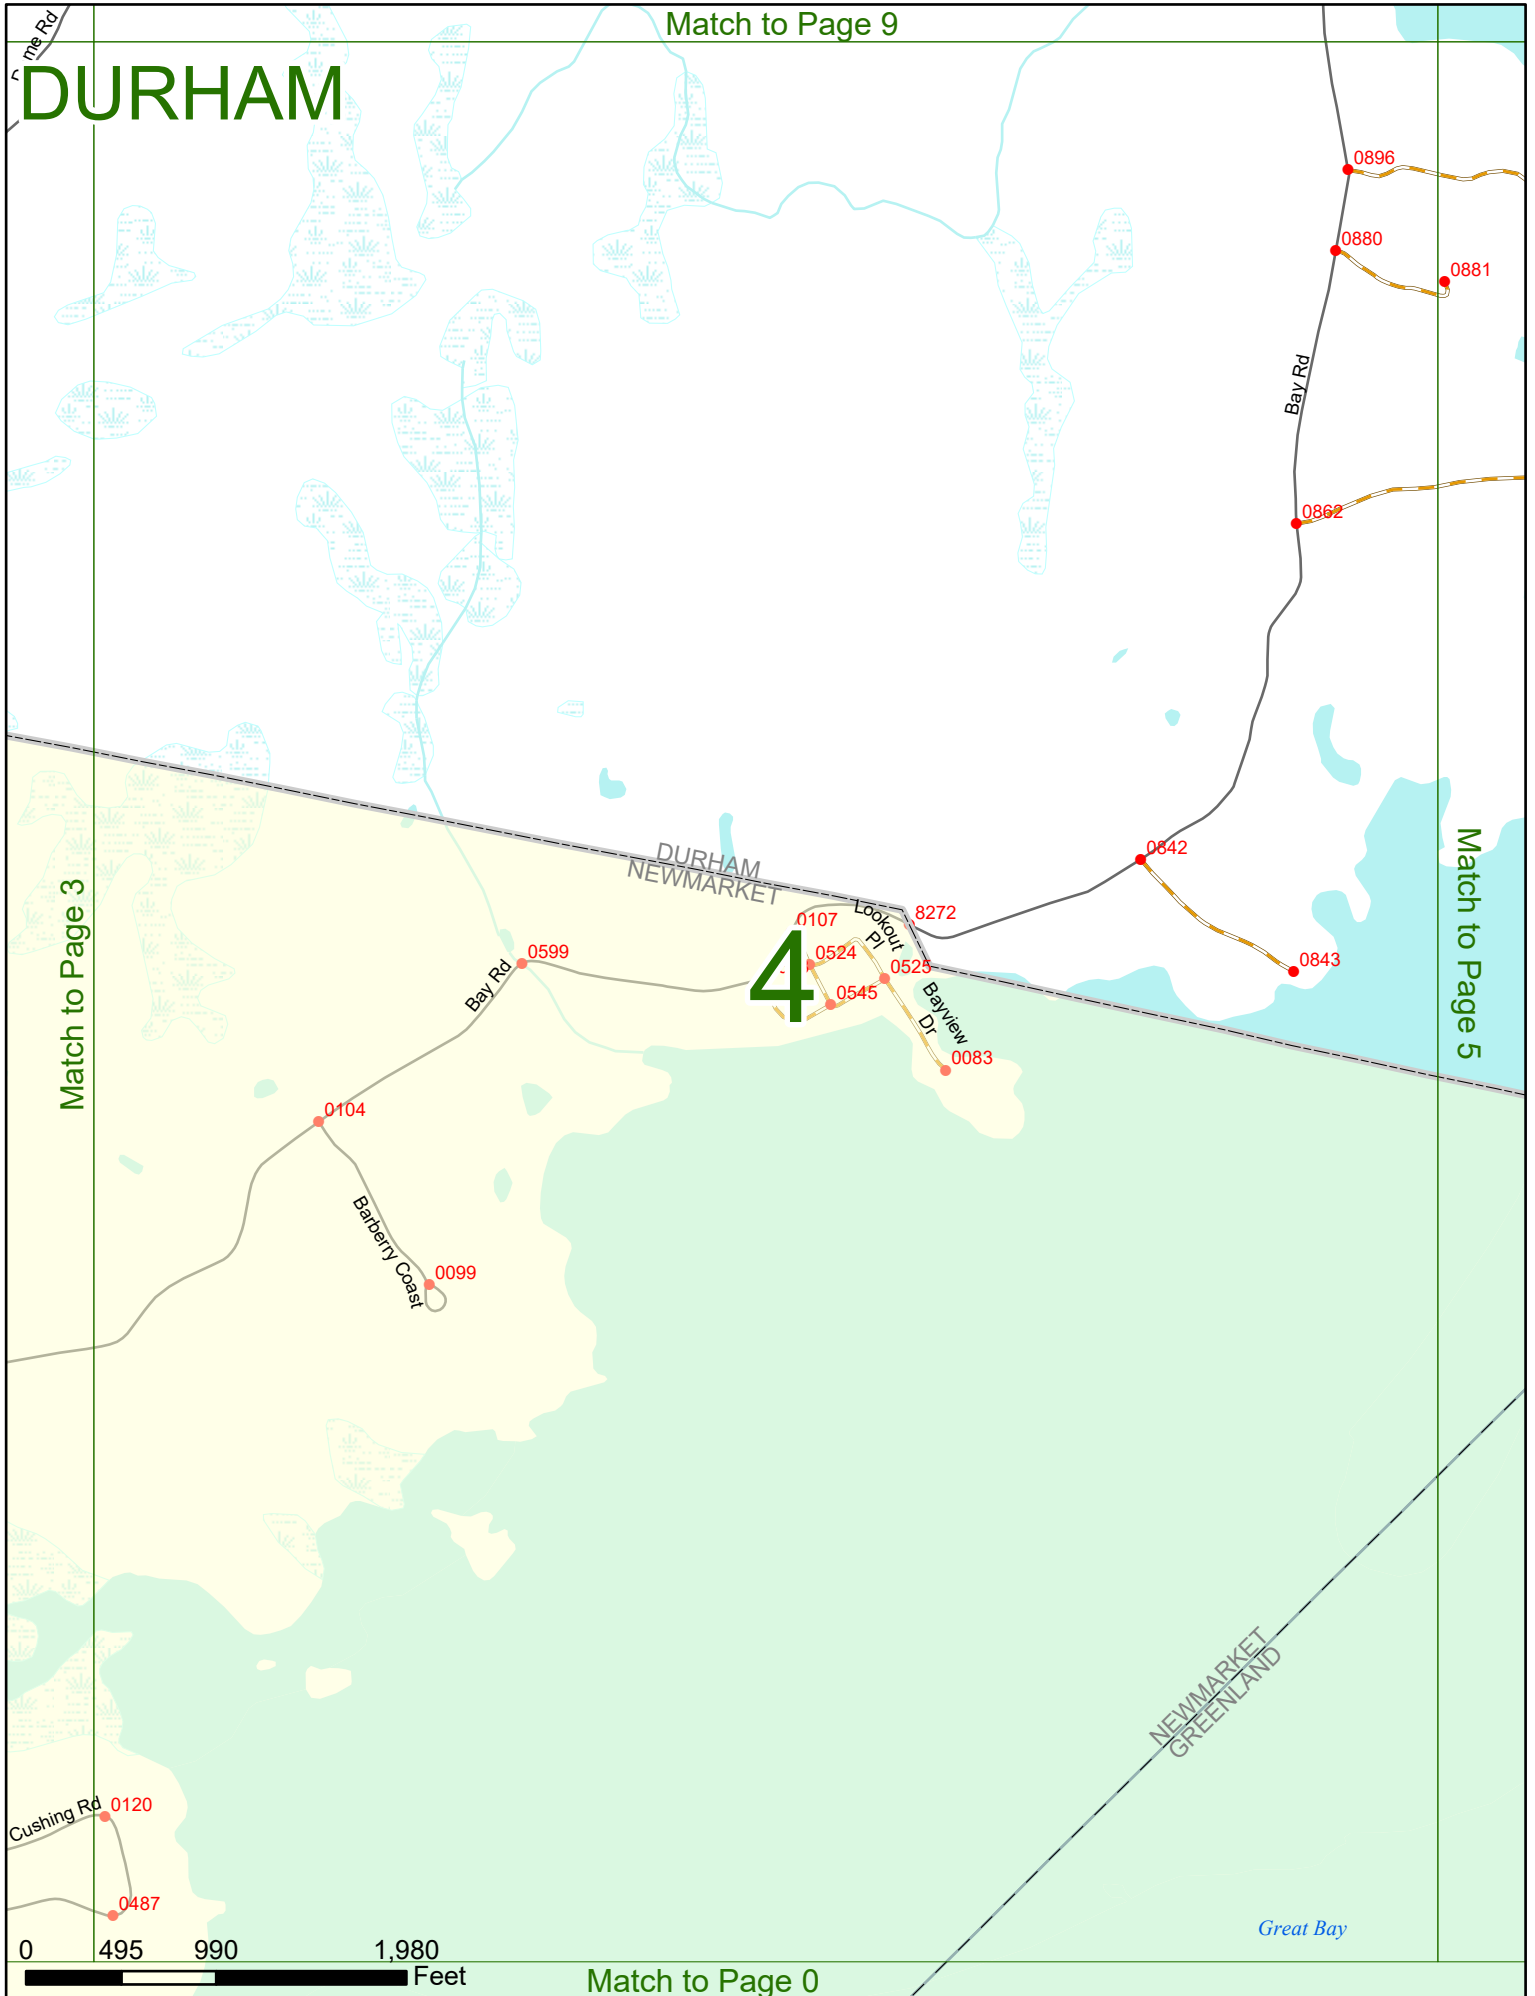 Match to Page 9
DURHAM
0896
0880
0881
Bay Rd
0862
0842
DURHAM
NEWMARKET
Match to Page 3
Match to Page 5
8272
0107
Lookout
Pl
0524
0525
0599
Bay Rd
4
0545
Bayview
Dr
0843
0083
0104
Barberry Coast
0099
NEWMARKET
GREENLAND
Cushing Rd
0120
0487
Great Bay
0 495 990 1,980
Feet
Match to Page 0